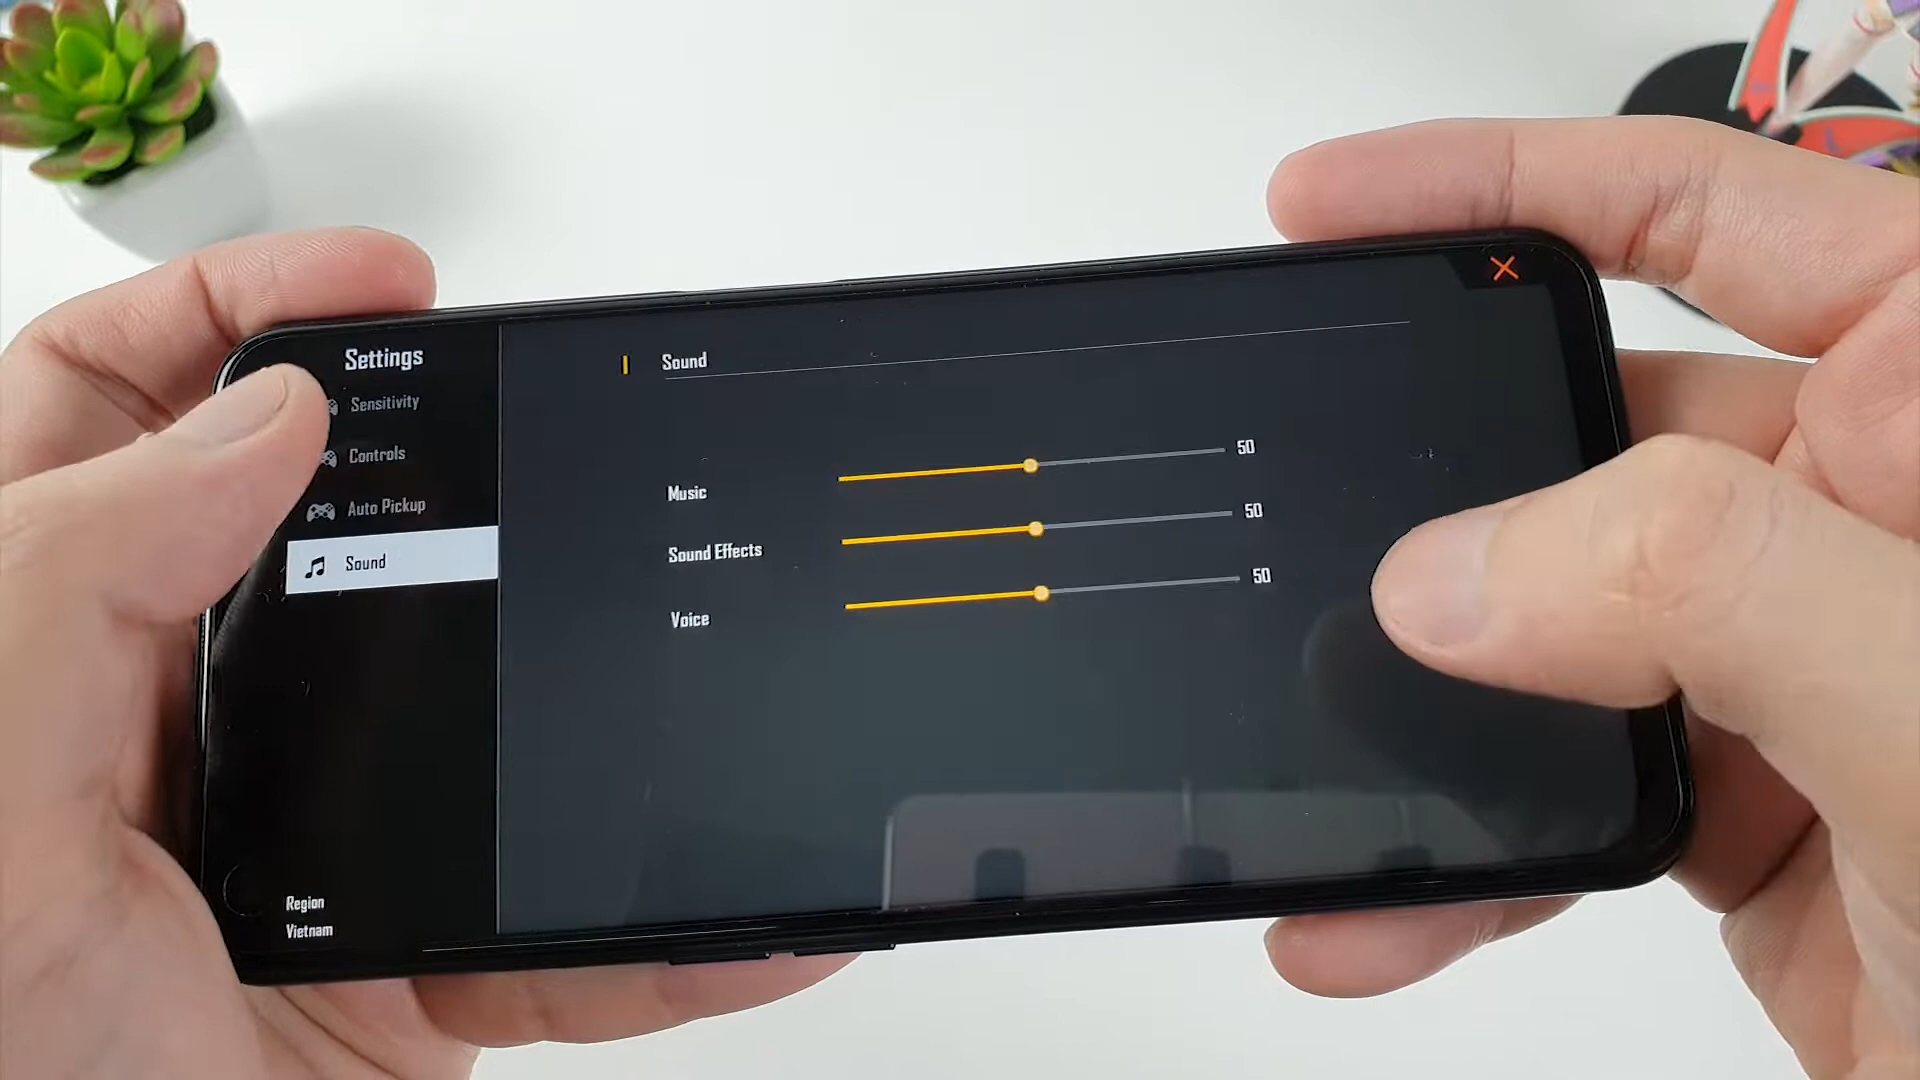 Settings
Sensitivity
Controls
Auto Pickup
Sound
Region
Vietnam
Sound
Music
50
Sound Effects
50
Voice
50